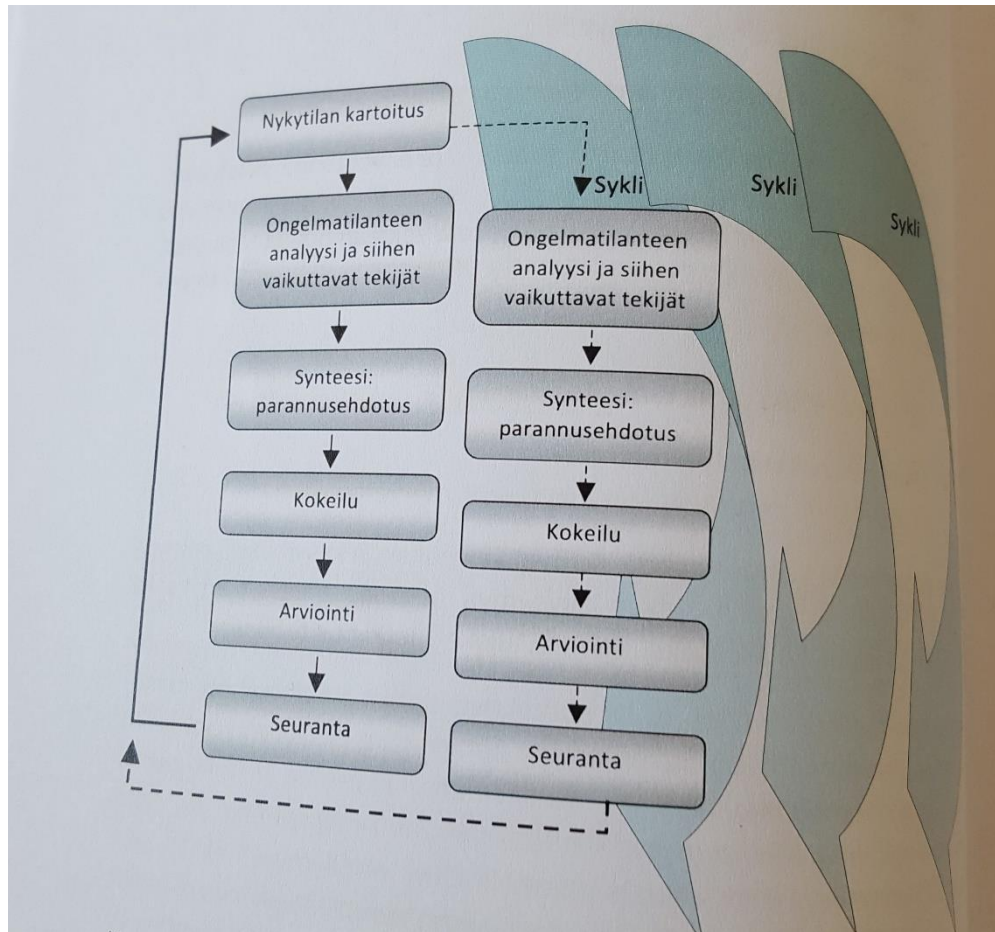 Nykytilan kartoitus
Ongelmatilanteen
analyysi ja siihen
vaikuttavat tekijät
Synteesi:
parannusehdotus
Kokeilu
Arviointi
Seuranta
Sykli
Ongelmatilanteen
analyysi ja siihen
vaikuttavat tekijät
Synteesi:
parannusehdotus
Kokeilu
Arviointi
Seuranta
Sykli
Sykli